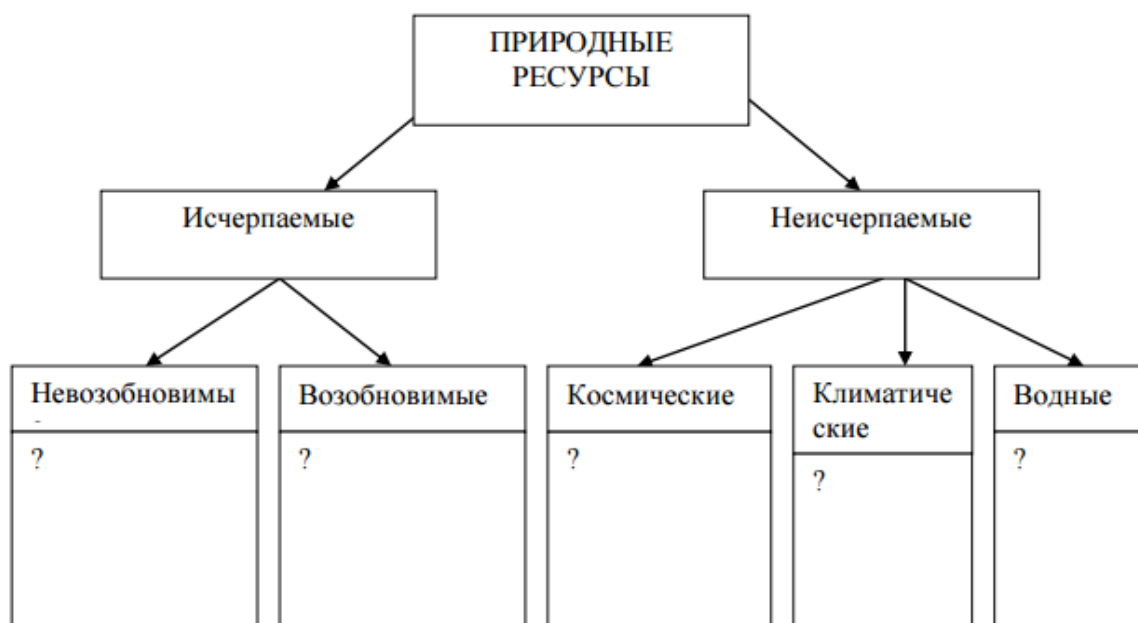 ПРИРОДНЫЕ
РЕСУРСЫ
Исчерпаемые
Неисчерпаемые
Невозобновимы
Возобновимые
Космические
Климатиче
ские
Водные
?
?
?
?
?